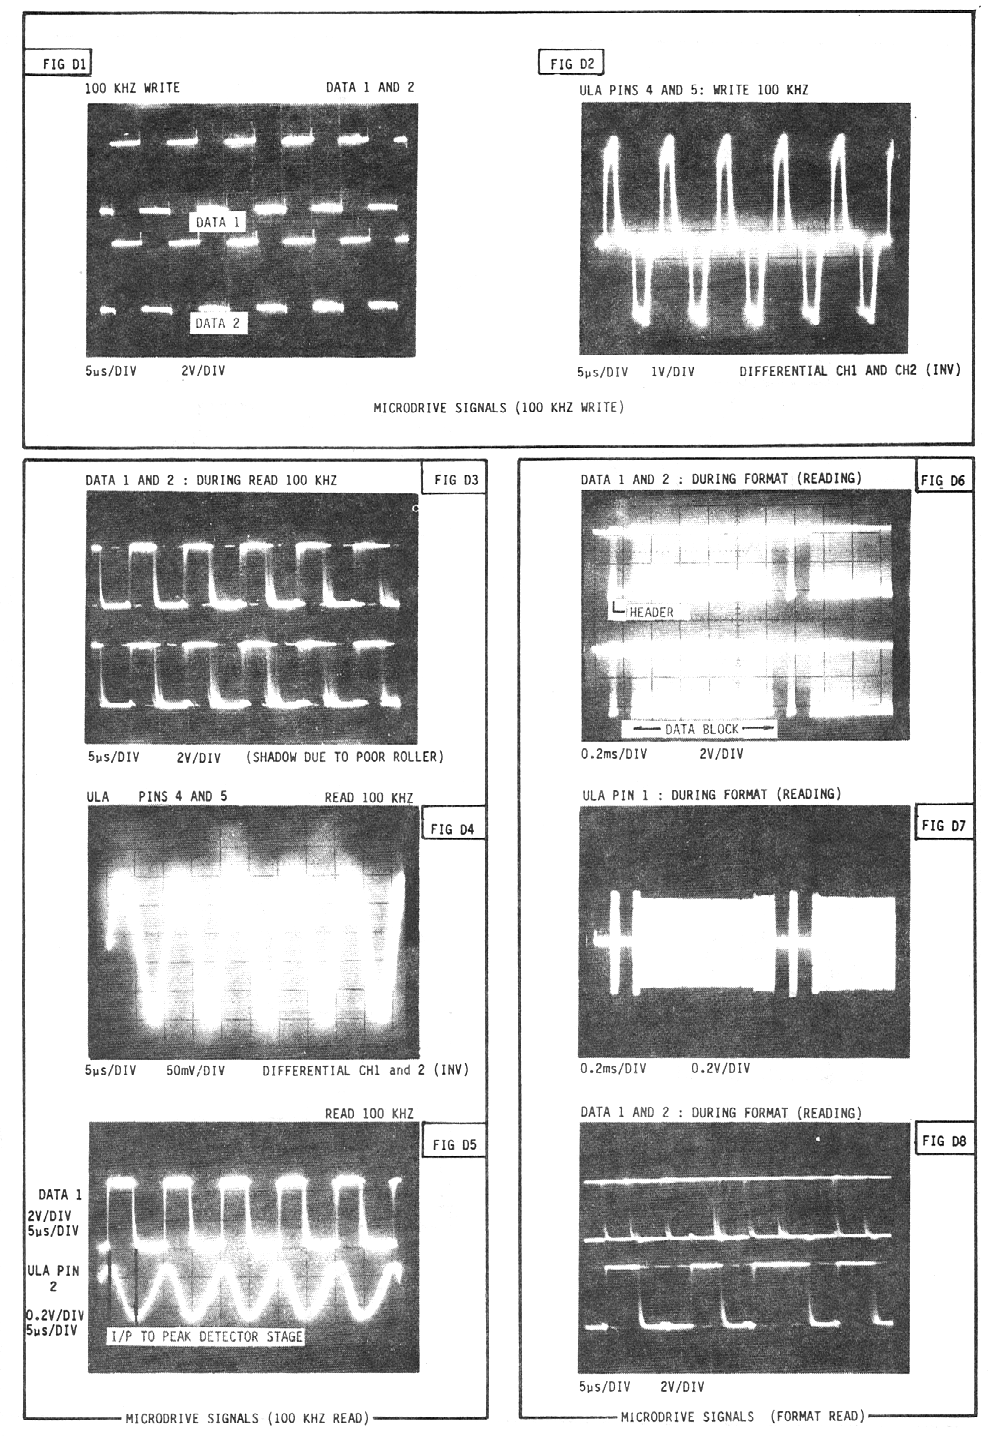 FIG D1
100 KHZ WRITE DATA 1 AND 2
DATA 1
DATA 2
5us/DIV 2V/DIV
FIG D2
ULA PINS 4 AND 5: WRITE 100 KHZ
5µs/DIV 1V/DIV DIFFERENTIAL CH1 AND CH2 (INV)
MICRODRIVE SIGNALS (100 KHZ WRITE)
DATA 1 AND 2 : DURING READ 100 KHZ
FIG D3
5µs/DIV 2V/DIV (SHADOW DUE TO POOR ROLLER)
ULA PINS 4 AND 5 READ 100 KHZ
FIG D4
5µs/DIV 50mV/DIV DIFFERENTIAL CH1 and 2 (INV)
READ 100 KHZ
FIG D5
DATA 1
2V/DIV
5µs/DIV
ULA PIN
2
0.2V/DIV
5µs/DIV
I/P TO PEAK DETECTOR STAGE
MICRODRIVE SIGNALS (100 KHZ READ)
DATA 1 AND 2 : DURING FORMAT (READING)
FIG D6
HEADER
DATA BLOCK
0.2ms/DIV 2V/DIV
ULA PIN 1 : DURING FORMAT (READING)
FIG D7
0.2ms/DIV 0.2V/DIV
DATA 1 AND 2 : DURING FORMAT (READING)
FIG D8
5µs/DIV 2V/DIV
MICRODRIVE SIGNALS (FORMAT READ)